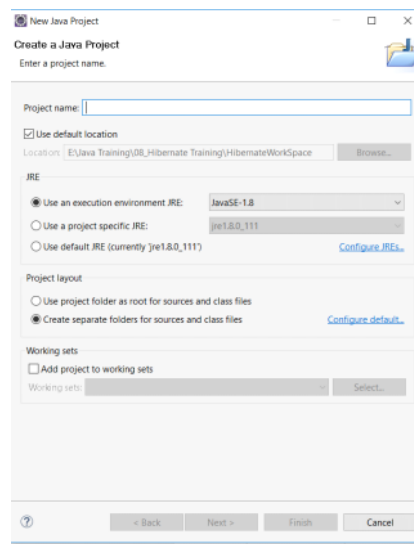 New Java Project
Create a Java Project
Enter a project name.
Project name:
Use default location
Location: E:\Java Training\08_Hibernate Training\HibernateWorkSpace Browse...
JRE
Use an execution environment JRE: JavaSE-1.8
Use a project specific JRE: jre1.8.0_111
Use default JRE (currently 'jre1.8.0_111') Configure JREs...
Project layout
Use project folder as root for sources and class files
Create separate folders for sources and class files Configure default...
Working sets
Add project to working sets
Working sets: Select...
? < Back Next > Finish Cancel